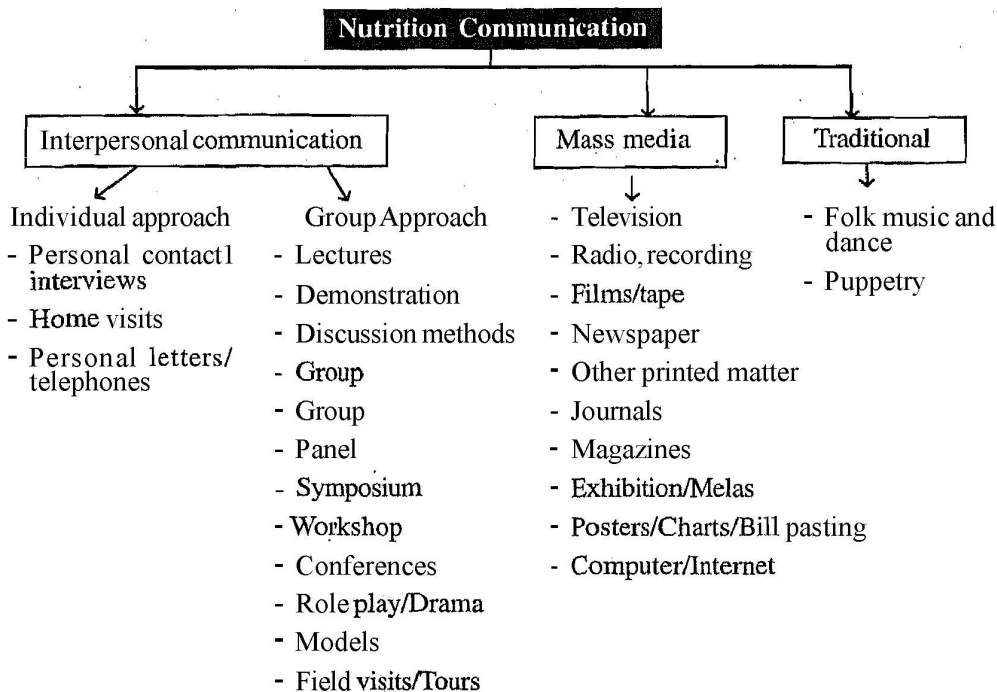 Nutrition Communication
Interpersonal communication
Individual approach
- Personal contact1
interviews
- Home visits
- Personal letters/
telephones
Group Approach
- Lectures
- Demonstration
- Discussion methods
- Group
- Group
- Panel
- Symposium
- Workshop
- Conferences
- Role play/Drama
- Models
- Field visits/Tours
Mass media
- Television
- Radio, recording
- Films/tape
- Newspaper
- Other printed matter
- Journals
- Magazines
- Exhibition/Melas
- Posters/Charts/Bill pasting
- Computer/Internet
Traditional
- Folk music and
dance
- Puppetry